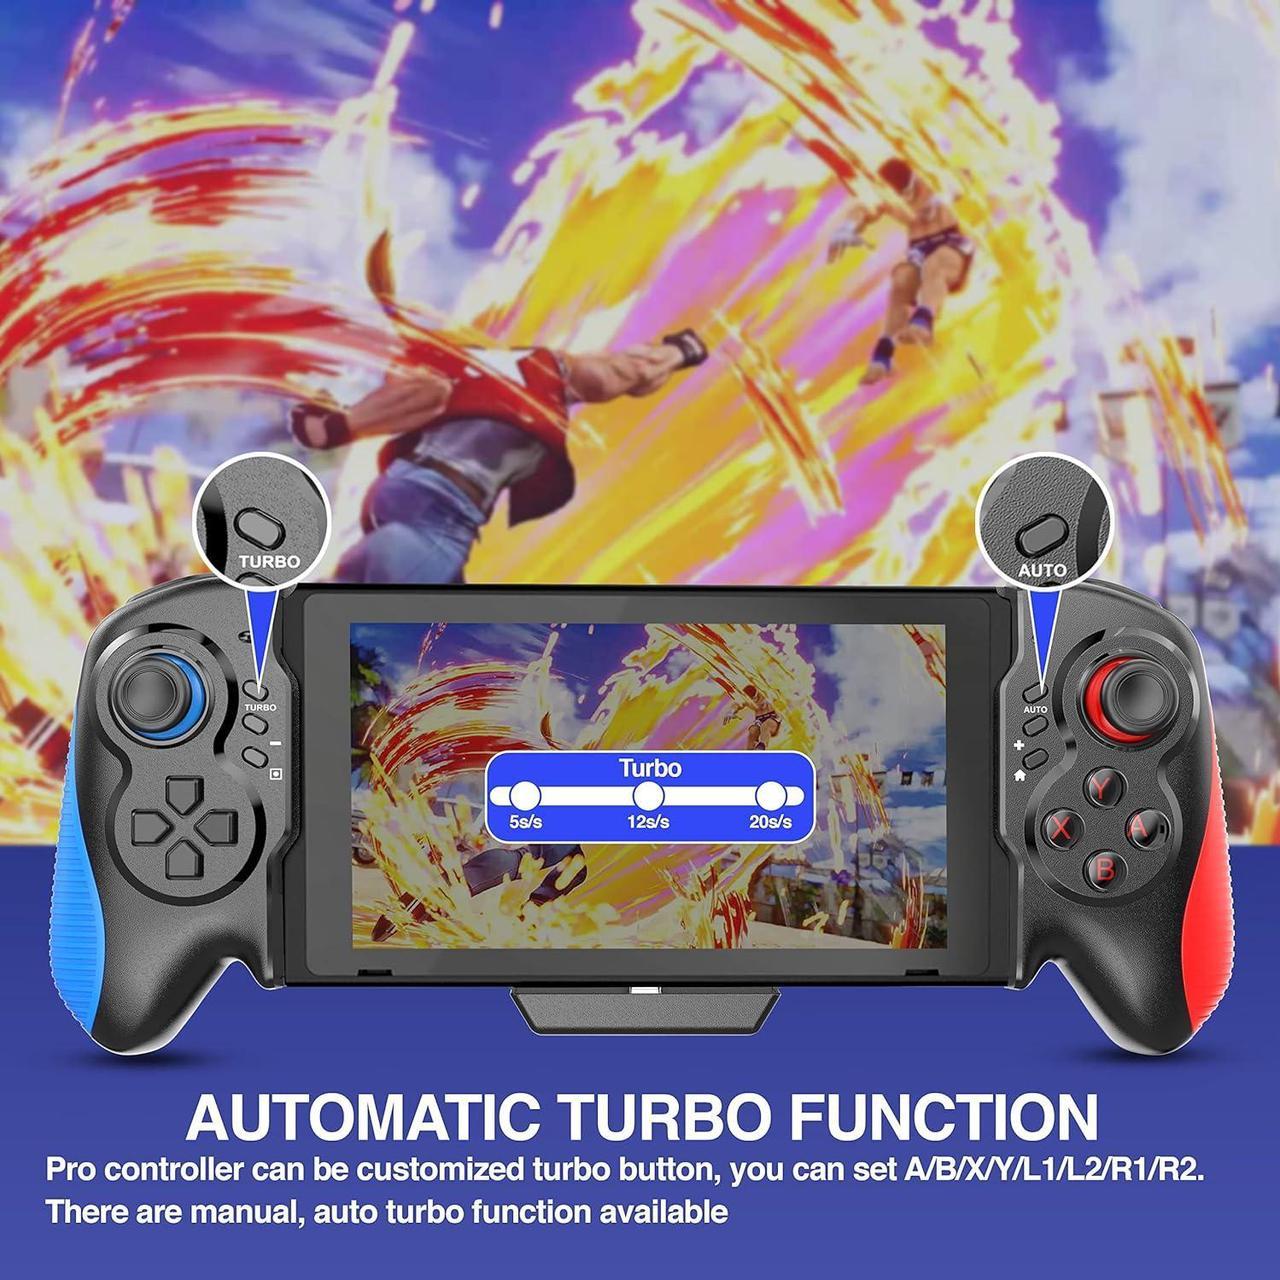 TURBO
AUTO
TURBO
AUTO
Turbo
5s/s 12s/s 20s/s
Y
X A
B
AUTOMATIC TURBO FUNCTION
Pro controller can be customized turbo button, you can set A/B/X/Y/L1/L2/R1/R2.
There are manual, auto turbo function available